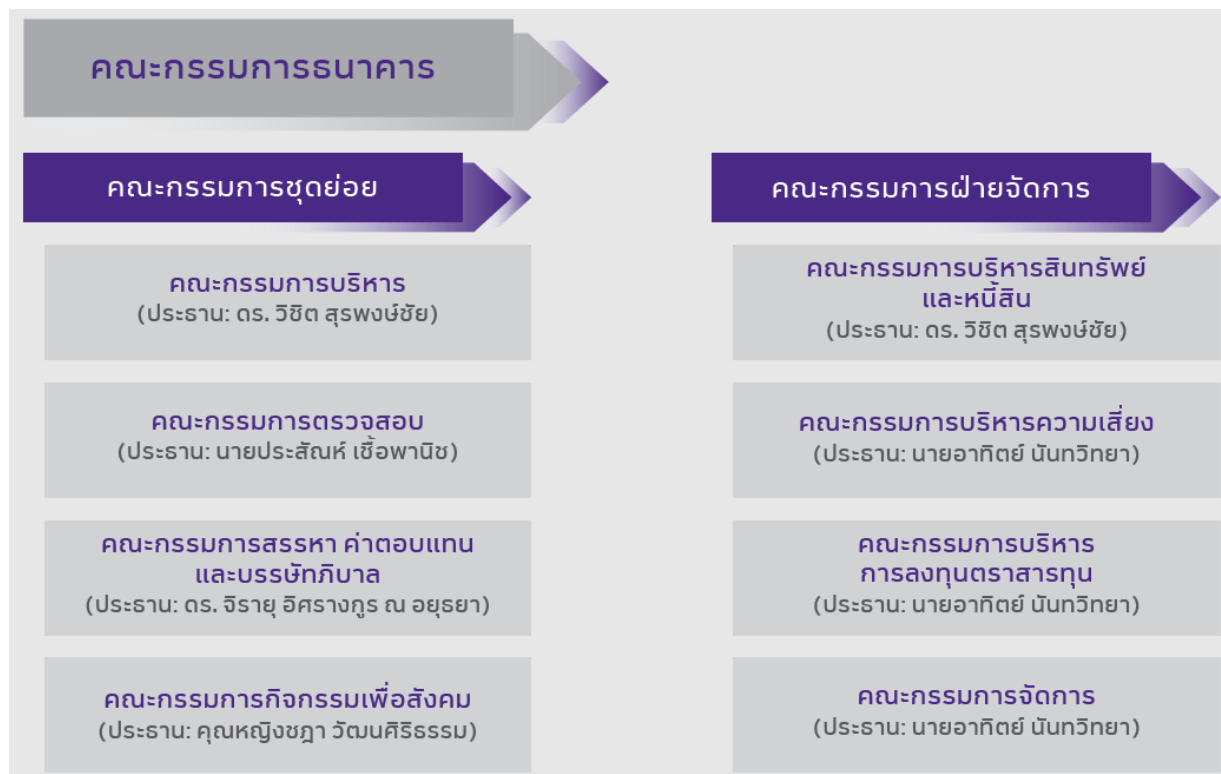 คณะกรรมการธนาคาร
คณะกรรมการชุดย่อย
คณะกรรมการบริหาร
(ประธาน: ดร. วิชิต สุรพงษ์ชัย)
คณะกรรมการตรวจสอบ
(ประธาน: นายประสัณห์ เชื้อพานิช)
คณะกรรมการสรรหา ค่าตอบแทน
และบรรษัทภิบาล
(ประธาน: ดร. จิรายุ อิศรางกูร ณ อยุธยา)
คณะกรรมการกิจกรรมเพื่อสังคม
(ประธาน: คุณหญิงชฎา วัฒนศิริธรรม)
คณะกรรมการฝ่ายจัดการ
คณะกรรมการบริหารสินทรัพย์
และหนี้สิน
(ประธาน: ดร. วิชิต สุรพงษ์ชัย)
คณะกรรมการบริหารความเสี่ยง
(ประธาน: นายอาทิตย์ นันทวิทยา)
คณะกรรมการบริหาร
การลงทุนตราสารทุน
(ประธาน: นายอาทิตย์ นันทวิทยา)
คณะกรรมการจัดการ
(ประธาน: นายอาทิตย์ นันทวิทยา)